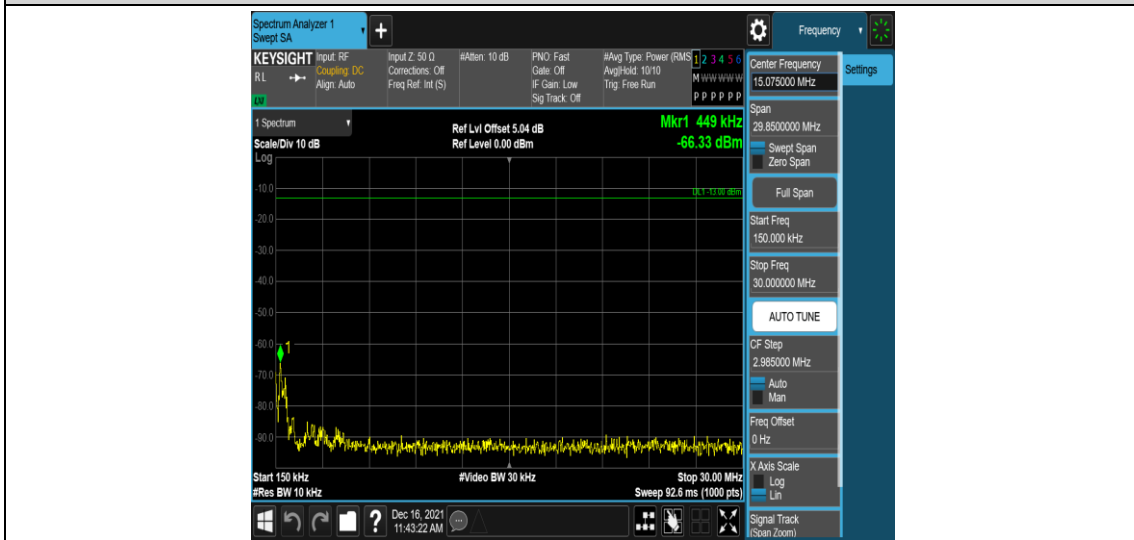 Spectrum Analyzer 1
Swept SA
+
Frequency
KEYSIGHT
RL
LXI
Input: RF
Coupling: DC
Align: Auto
Input Z: 50 Ω
Corrections: Off
Freq Ref: Int (S)
#Atten: 10 dB
PNO: Fast
Gate: Off
IF Gain: Low
Sig Track: Off
#Avg Type: Power (RMS
Avg|Hold: 10/10
Trig: Free Run
1 2 3 4 5 6
M W W W W W
P P P P P P
1 Spectrum
Scale/Div 10 dB
Log
Ref Lvl Offset 5.04 dB
Ref Level 0.00 dBm
Mkr1 449 kHz
-66.33 dBm
DL1 -13.00 dBm
-10.0
-20.0
-30.0
-40.0
-50.0
-60.0
1
-70.0
-80.0
-90.0
Start 150 kHz
#Res BW 10 kHz
#Video BW 30 kHz
Stop 30.00 MHz
Sweep 92.6 ms (1000 pts)
Center Frequency
15.075000 MHz
Settings
Span
29.8500000 MHz
Swept Span
Zero Span
Full Span
Start Freq
150.000 kHz
Stop Freq
30.000000 MHz
AUTO TUNE
CF Step
2.985000 MHz
Auto
Man
Freq Offset
0 Hz
X Axis Scale
Log
Lin
Signal Track
(Span Zoom)
?
Dec 16, 2021
11:43:22 AM